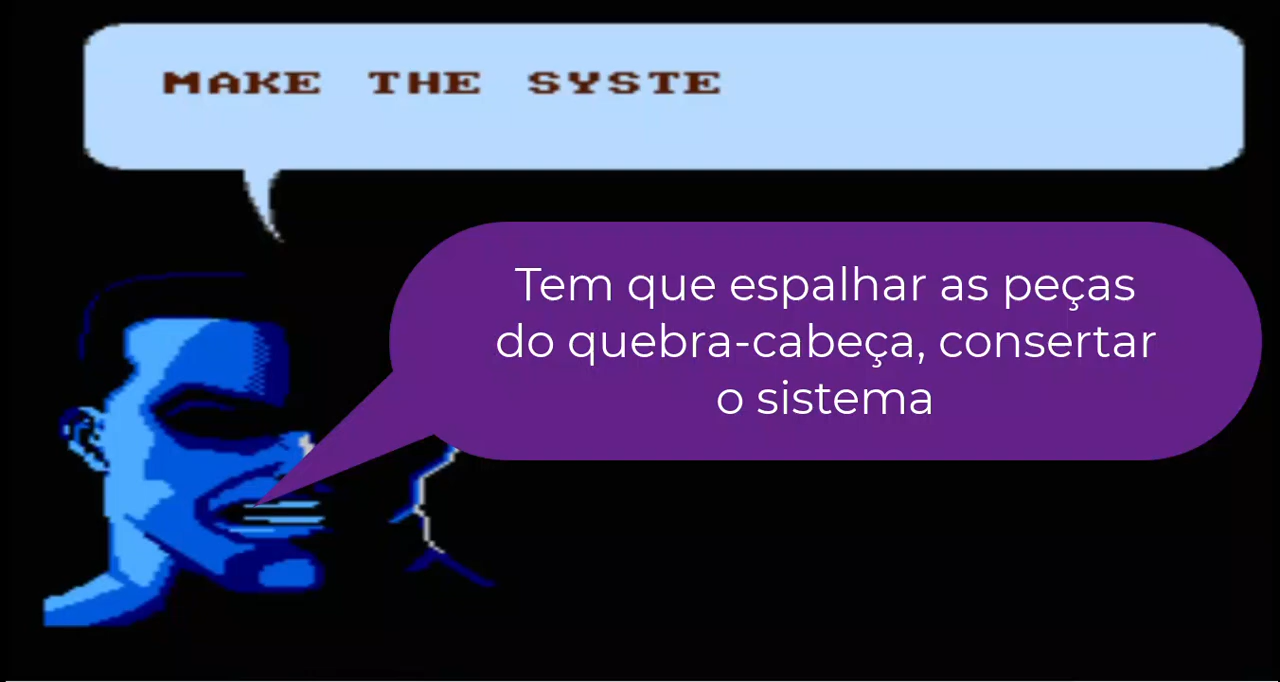 MAKE THE SYSTE
Tem que espalhar as peças
do quebra-cabeça, consertar
o sistema